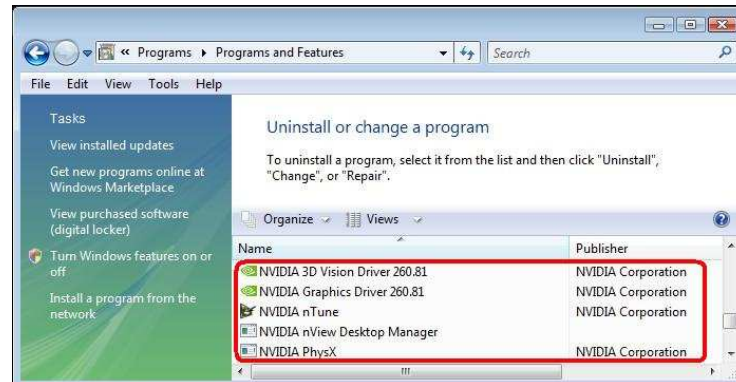 « Programs ▸ Programs and Features
Search
File Edit View Tools Help
Tasks
View installed updates
Get new programs online at
Windows Marketplace
View purchased software
(digital locker)
Turn Windows features on or
off
Install a program from the
network
Uninstall or change a program
To uninstall a program, select it from the list and then click "Uninstall",
"Change", or "Repair".
Organize Views
Name Publisher
NVIDIA 3D Vision Driver 260.81 NVIDIA Corporation
NVIDIA Graphics Driver 260.81 NVIDIA Corporation
NVIDIA nTune NVIDIA Corporation
NVIDIA nView Desktop Manager
NVIDIA PhysX NVIDIA Corporation